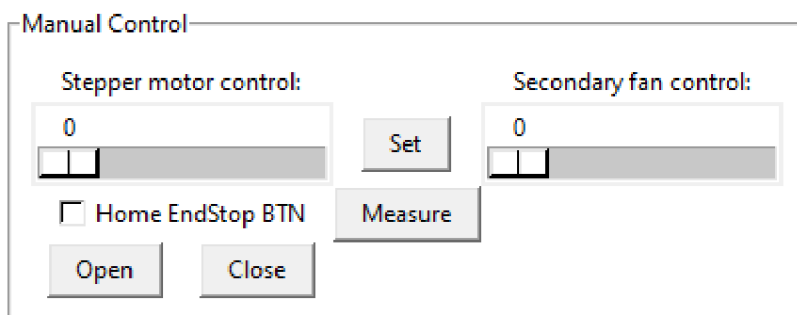 Manual Control
Stepper motor control:
Secondary fan control:
0
Set
0
Home EndStop BTN
Measure
Open
Close